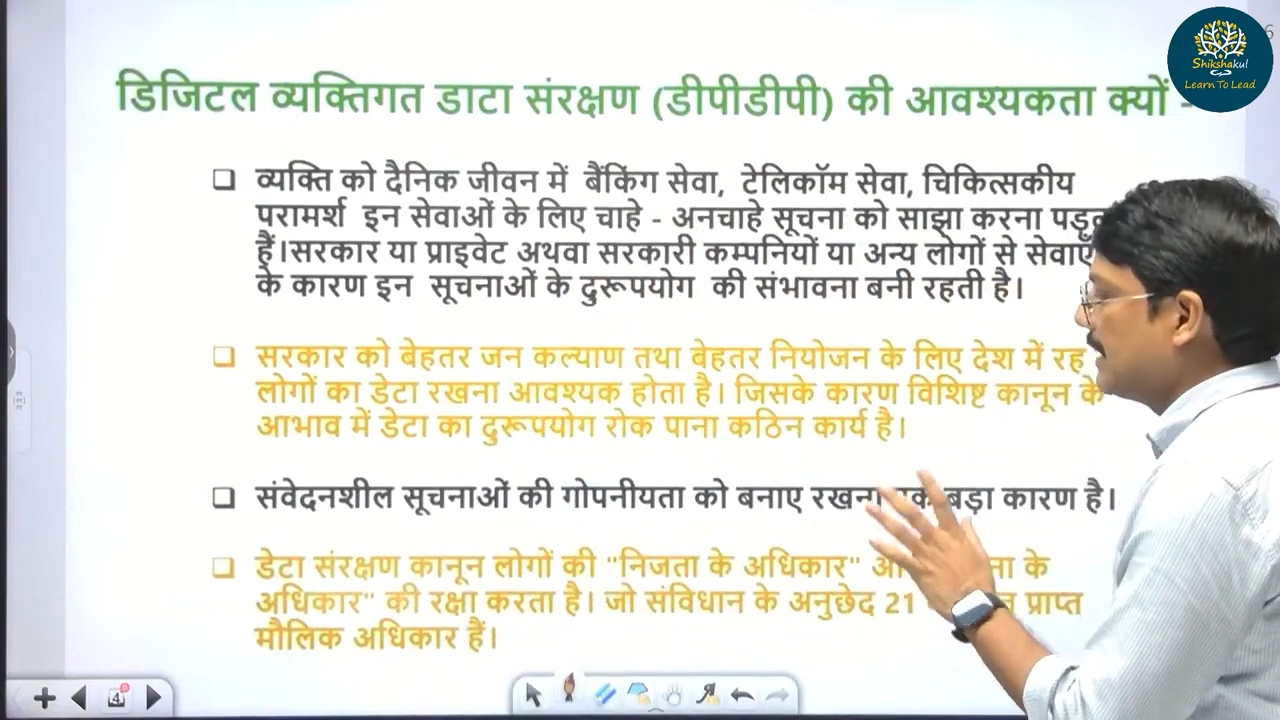 डिजिटल व्यक्तिगत डाटा संरक्षण (डीपीडीपी) की आवश्यकता क्यों -
Shikshakul
Learn To Lead
6
❑ व्यक्ति को दैनिक जीवन में बैंकिंग सेवा, टेलिकॉम सेवा, चिकित्सकीय
परामर्श इन सेवाओं के लिए चाहे - अनचाहे सूचना को साझा करना
हैं।सरकार या प्राइवेट अथवा सरकारी कम्पनियों या अन्य लोगों से
के कारण इन सूचनाओं के दुरूपयोग की संभावना बनी रहती है।
❑ सरकार को बेहतर जन कल्याण तथा बेहतर नियोजन के लिए देश में रह
लोगों का डेटा रखना आवश्यक होता है। जिसके कारण विशिष्ट कानून के
आभाव में डेटा का दुरूपयोग रोक पाना कठिन कार्य है।
❑ संवेदनशील सूचनाओं की गोपनीयता को बनाए रखना बड़ा कारण है।
❑ डेटा संरक्षण कानून लोगों की "निजता के अधिकार" के
अधिकार" की रक्षा करता है। जो संविधान के अनुछेद 21 प्राप्त
मौलिक अधिकार हैं।
4